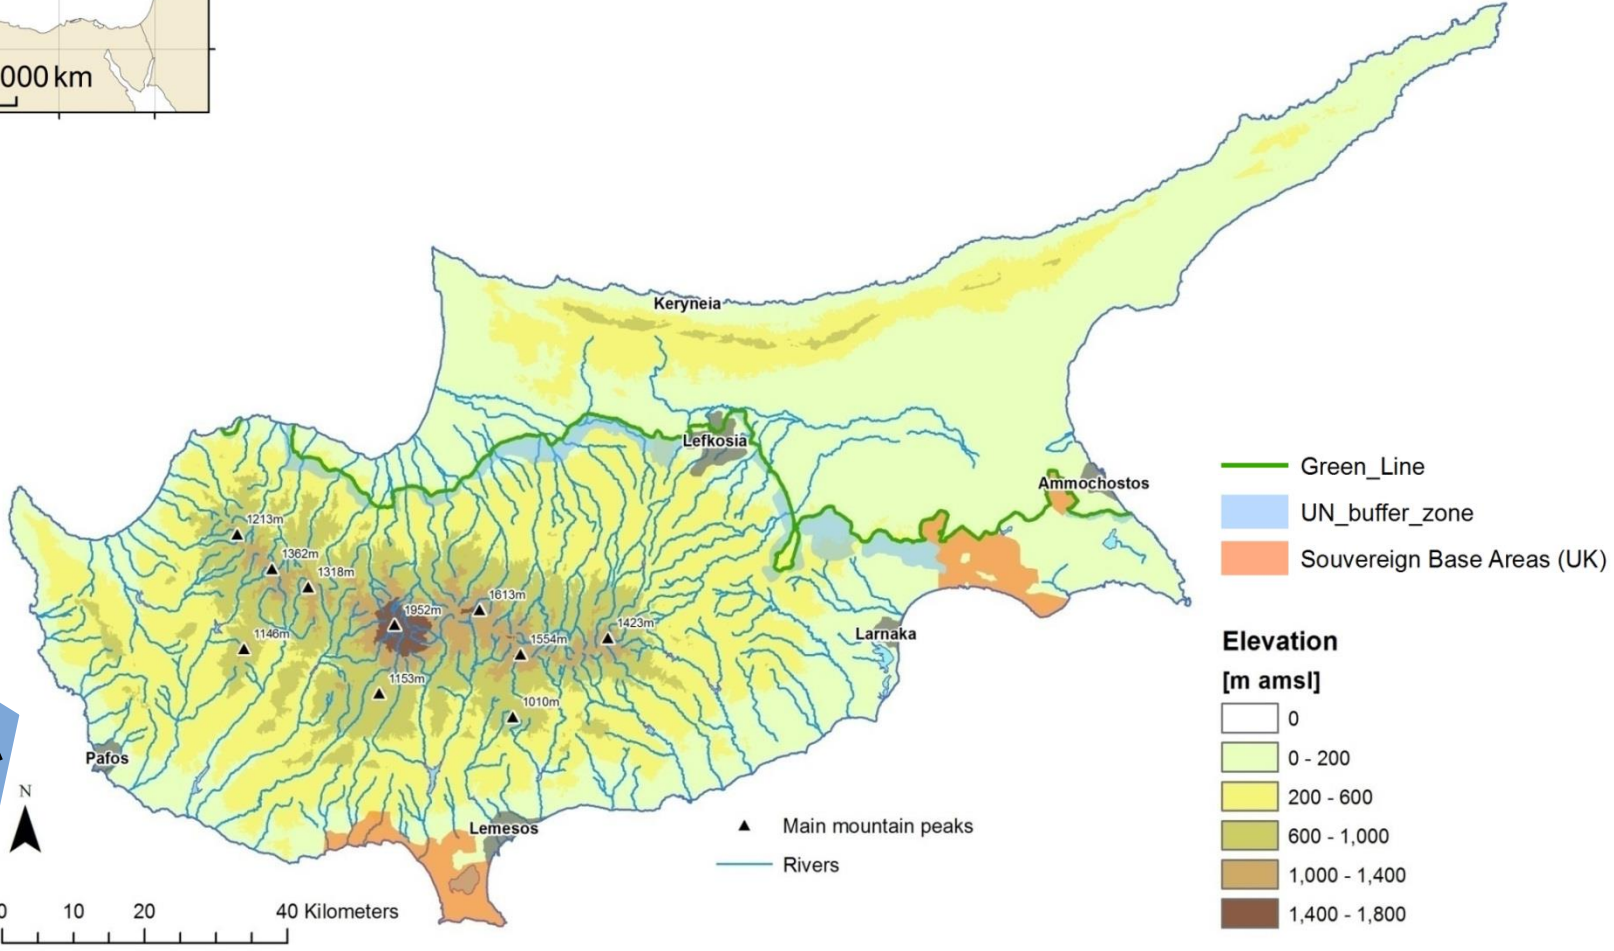 000 km
Keryneia
Lefkosia
Ammochostos
1213m
1362m
1318m
1952m
1613m
1423m
1554m
1146m
1153m
1010m
Larnaka
Pafos
Lemesos
N
0 10 20 40 Kilometers
Main mountain peaks
Rivers
Green_Line
UN_buffer_zone
Souvereign Base Areas (UK)
Elevation
[m amsl]
0
0 - 200
200 - 600
600 - 1,000
1,000 - 1,400
1,400 - 1,800